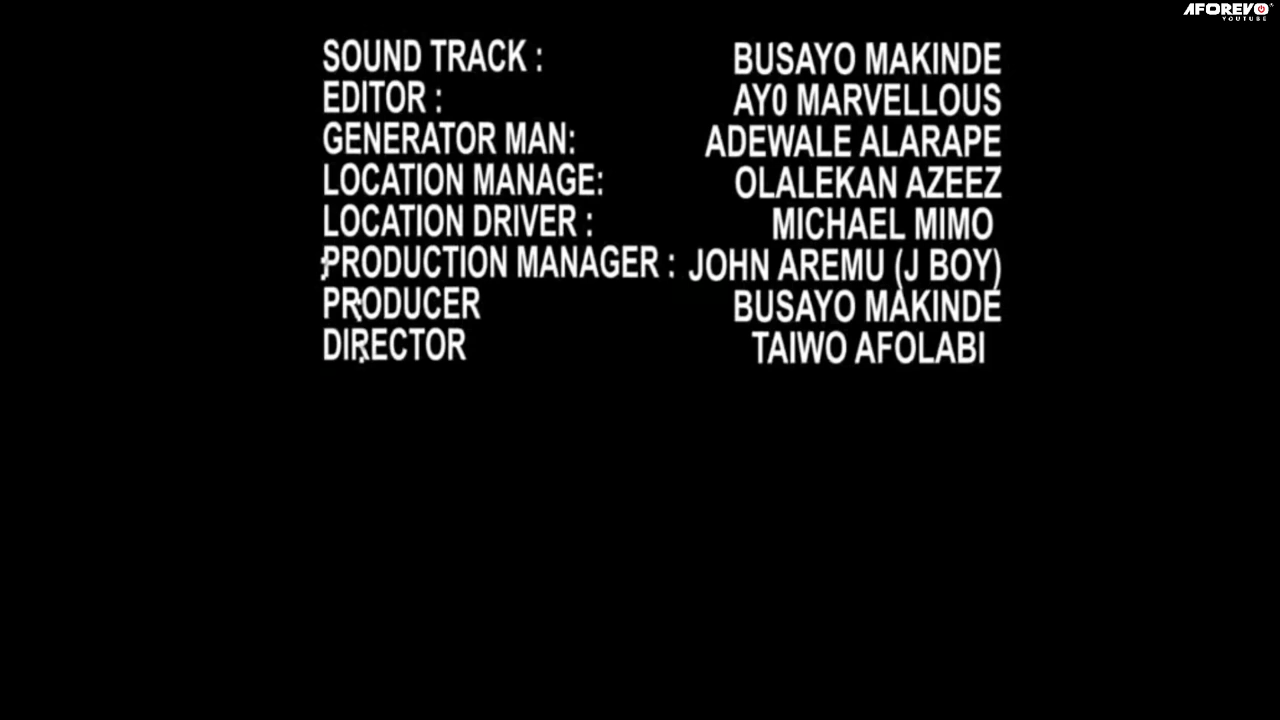 AFOREVO
YOUTUBE
SOUND TRACK : BUSAYO MAKINDE
EDITOR : AY0 MARVELLOUS
GENERATOR MAN: ADEWALE ALARAPE
LOCATION MANAGE: OLALEKAN AZEEZ
LOCATION DRIVER : MICHAEL MIMO
PRODUCTION MANAGER : JOHN AREMU (J BOY)
PRODUCER BUSAYO MAKINDE
DIRECTOR TAIWO AFOLABI